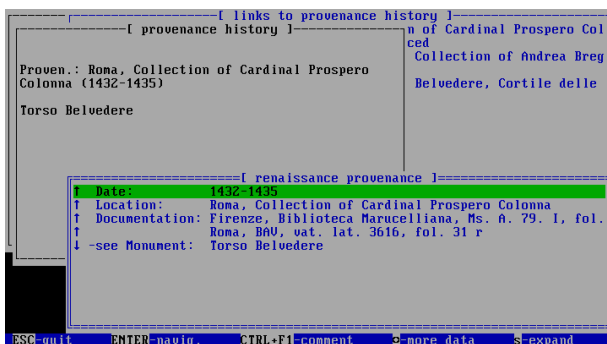 [ links to provenance history ]
[ provenance history ]
n of Cardinal Prospero Col
ced
Collection of Andrea Breg
Proven.: Roma, Collection of Cardinal Prospero
Colonna (1432-1435)
Belvedere, Cortile delle
Torso Belvedere
[ renaissance provenance ]
↑ Date: 1432-1435
↑ Location: Roma, Collection of Cardinal Prospero Colonna
↑ Documentation: Firenze, Biblioteca Marucelliana, Ms. A. 79. I, fol.
↑ Roma, BAV, vat. lat. 3616, fol. 31 r
↓ -see Monument: Torso Belvedere
ESC-quit ENTER-navig. CTRL+F1-comment o-more data s-expand